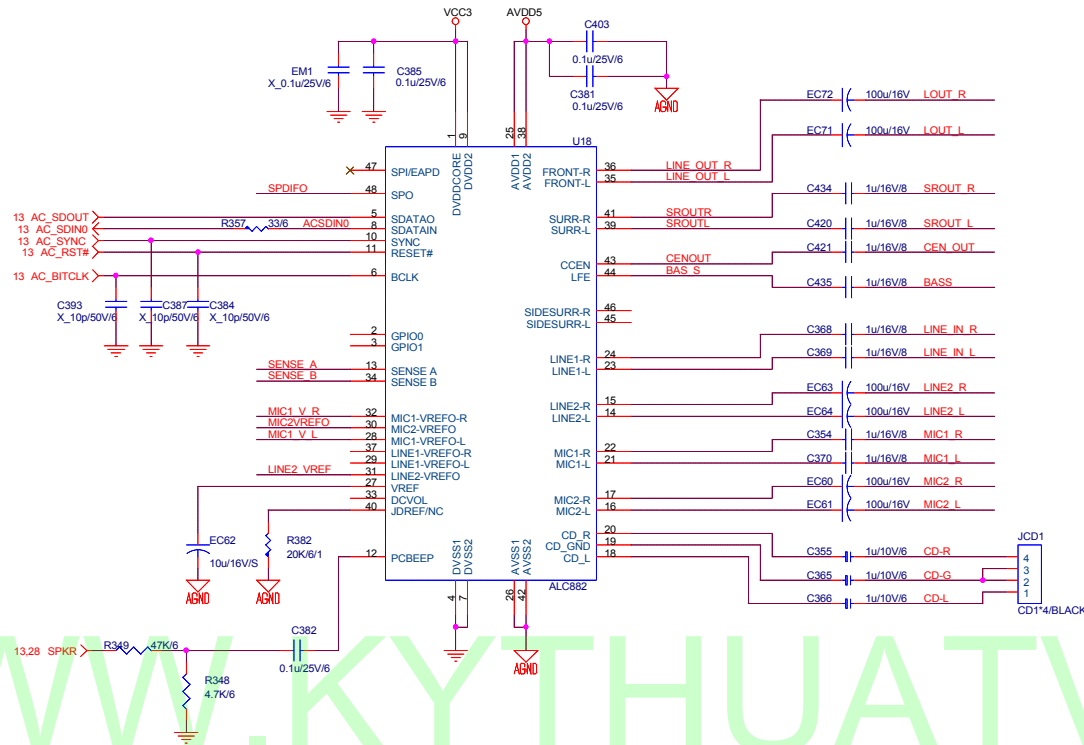 VCC3
AVDD5
C403
0.1u/25V/6
C381
0.1u/25V/6
AGND
EM1
X_0.1u/25V/6
C385
0.1u/25V/6
U18
1
9
25
38
DVDDCORE
DVDD2
AVDD1
AVDD2
47 SPI/EAPD
SPDIFO 48 SPO
13 AC_SDOUT 5 SDATAO
13 AC_SDIN0 R357 33/6 ACSDIN0 8 SDATAIN
13 AC_SYNC 10 SYNC
13 AC_RST# 11 RESET#
13 AC_BITCLK 6 BCLK
C393
X_10p/50V/6
C387
X_10p/50V/6
C384
X_10p/50V/6
2 GPIO0
3 GPIO1
SENSE_A 13 SENSE A
SENSE_B 34 SENSE B
MIC1_V_R 32 MIC1-VREFO-R
MIC2VREFO 30 MIC2-VREFO
MIC1_V_L 28 MIC1-VREFO-L
37 LINE1-VREFO-R
29 LINE1-VREFO-L
LINE2_VREF 31 LINE2-VREFO
27 VREF
33 DCVOL
40 JDREF/NC
12 PCBEEP
EC62
10u/16V/S
AGND
R382
20K/6/1
AGND
FRONT-R 36 LINE_OUT_R EC72 100u/16V LOUT_R
FRONT-L 35 LINE_OUT_L EC71 100u/16V LOUT_L
SURR-R 41 SROUTR C434 1u/16V/8 SROUT_R
SURR-L 39 SROUTL C420 1u/16V/8 SROUT_L
CCEN 43 CENOUT C421 1u/16V/8 CEN_OUT
LFE 44 BAS_S C435 1u/16V/8 BASS
SIDESURR-R 46
SIDESURR-L 45
LINE1-R 24 C368 1u/16V/8 LINE_IN_R
LINE1-L 23 C369 1u/16V/8 LINE_IN_L
LINE2-R 15 EC63 100u/16V LINE2_R
LINE2-L 14 EC64 100u/16V LINE2_L
MIC1-R 22 C354 1u/16V/8 MIC1_R
MIC1-L 21 C370 1u/16V/8 MIC1_L
MIC2-R 17 EC60 100u/16V MIC2_R
MIC2-L 16 EC61 100u/16V MIC2_L
CD_R 20 C355 1u/10V/6 CD-R
CD_GND 19 C365 1u/10V/6 CD-G
CD_L 18 C366 1u/10V/6 CD-L
JCD1
4
3
2
1
CD1*4/BLACK
DVSS1
DVSS2
AVSS1
AVSS2
4
7
26
42
ALC882
AGND
13,28 SPKR R349 47K/6
C382
0.1u/25V/6
R348
4.7K/6
WW.KYTHUATV